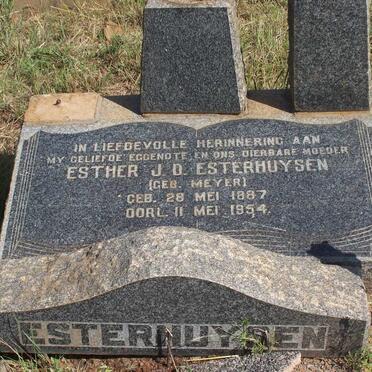 IN LIEFDEVOLLE HERINNERING AAN
MY GELIEFDE EGGENOTE EN ONS DIERBARE MOEDER
ESTHER J. D. ESTERHUYSEN
(GEB. MEYER)
GEB. 28 MEI 1887
OORL. 11 MEI 1954.
ESTERHUYSEN